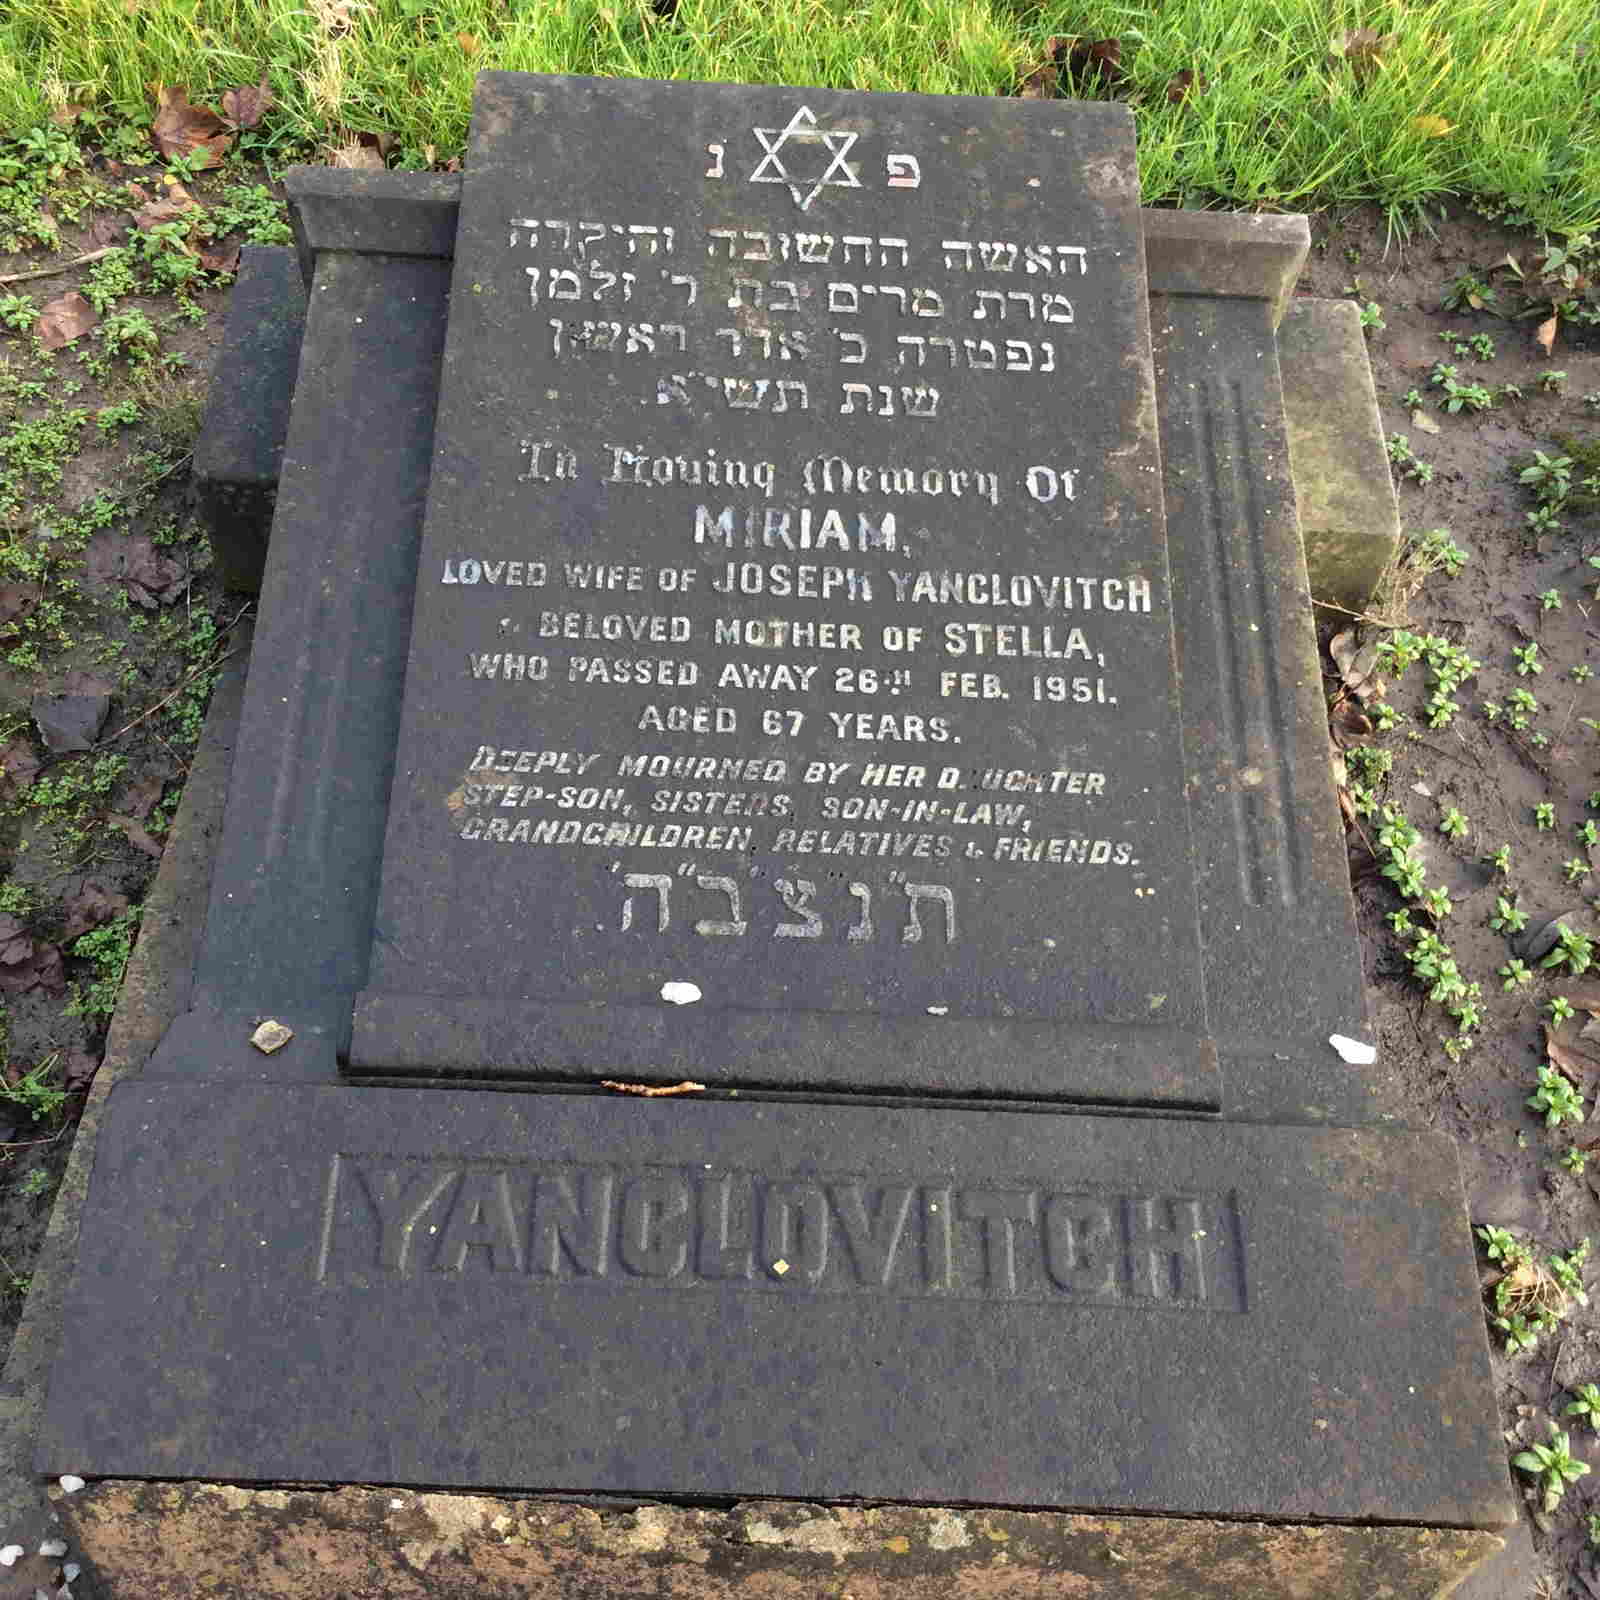 פ נ
האשה החשובה והיקרה
מרת מרים בת ר' זלמן
נפטרה כ' אדר ראשון
שנת תשי"א.
In Loving Memory Of
MIRIAM,
LOVED WIFE OF JOSEPH YANCLOVITCH
& BELOVED MOTHER OF STELLA,
WHO PASSED AWAY 26TH FEB. 1951.
AGED 67 YEARS.
DEEPLY MOURNED BY HER DAUGHTER
STEP-SON, SISTERS, SON-IN-LAW,
GRANDCHILDREN, RELATIVES & FRIENDS.
ת"נ"צ"ב"ה'
YANCLOVITCH